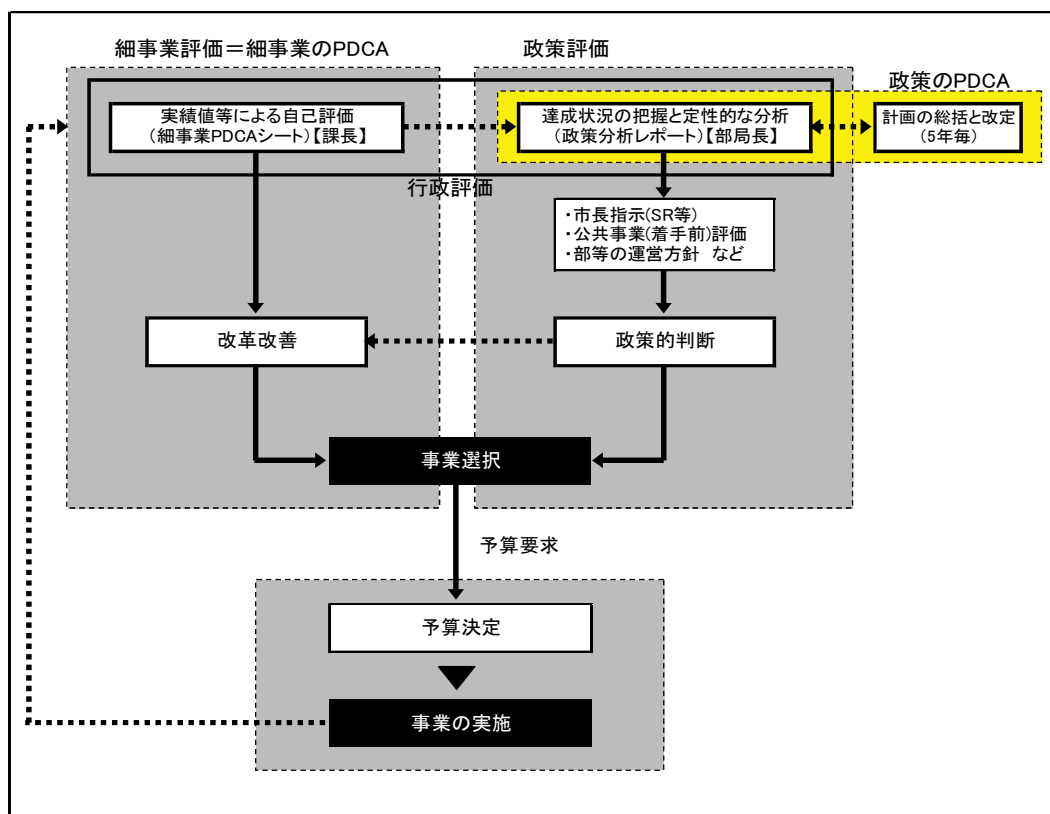 細事業評価＝細事業のPDCA
政策評価
政策のPDCA
実績値等による自己評価
(細事業PDCAシート)【課長】
達成状況の把握と定性的な分析
(政策分析レポート)【部局長】
計画の総括と改定
(5年毎)
行政評価
・市長指示(SR等)
・公共事業(着手前)評価
・部等の運営方針 など
改革改善
政策的判断
事業選択
予算要求
予算決定
事業の実施